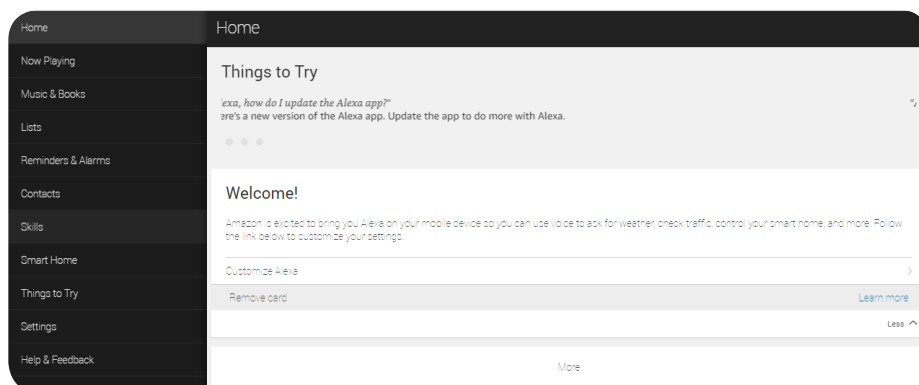 Home
Now Playing
Music & Books
Lists
Reminders & Alarms
Contacts
Skills
Smart Home
Things to Try
Settings
Help & Feedback
Home
Things to Try
exa, how do I update the Alexa app?"
ere's a new version of the Alexa app. Update the app to do more with Alexa.
Welcome!
Amazon is excited to bring you Alexa on your mobile device so you can use voice to ask for weather, check traffic, control your smart home, and more. Follow
the link below to customize your settings.
Customize Alexa
Remove card Learn more
Less
More